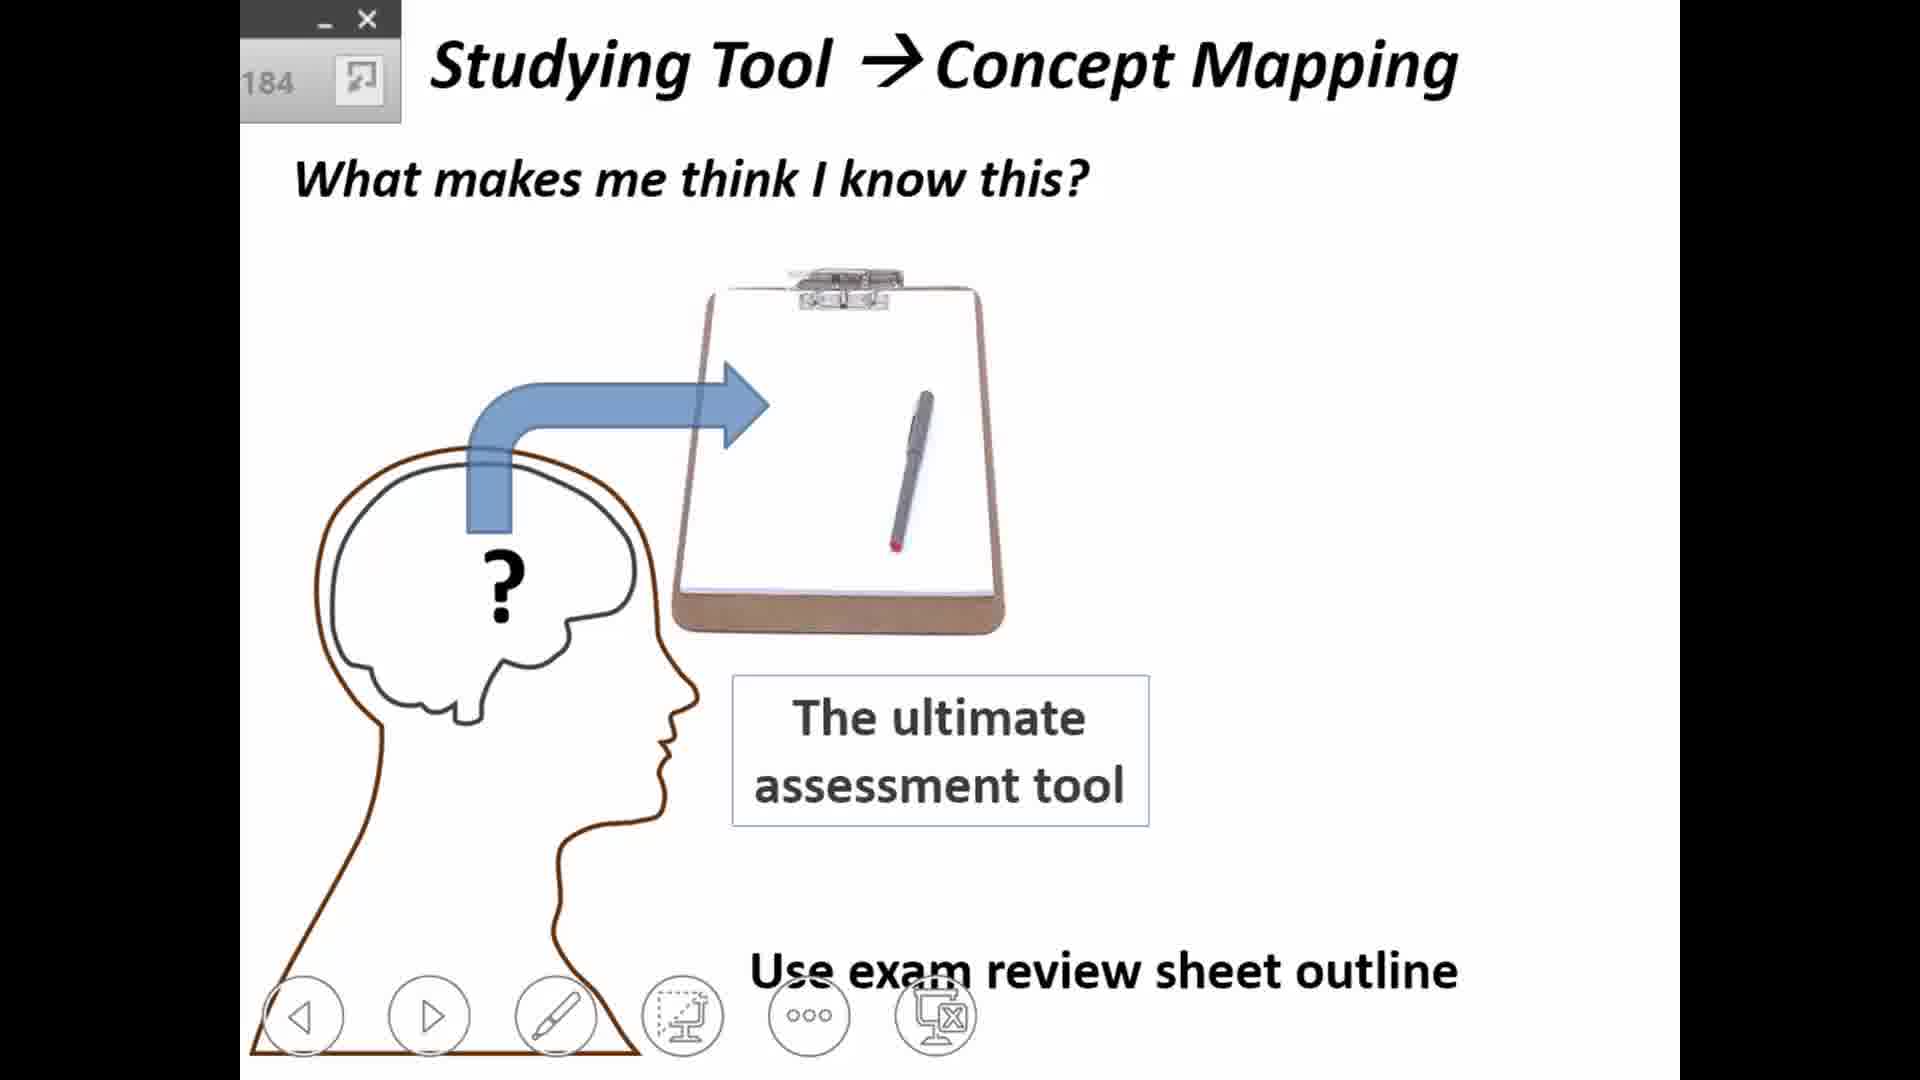 184
Studying Tool → Concept Mapping
What makes me think I know this?
?
The ultimate
assessment tool
Use exam review sheet outline